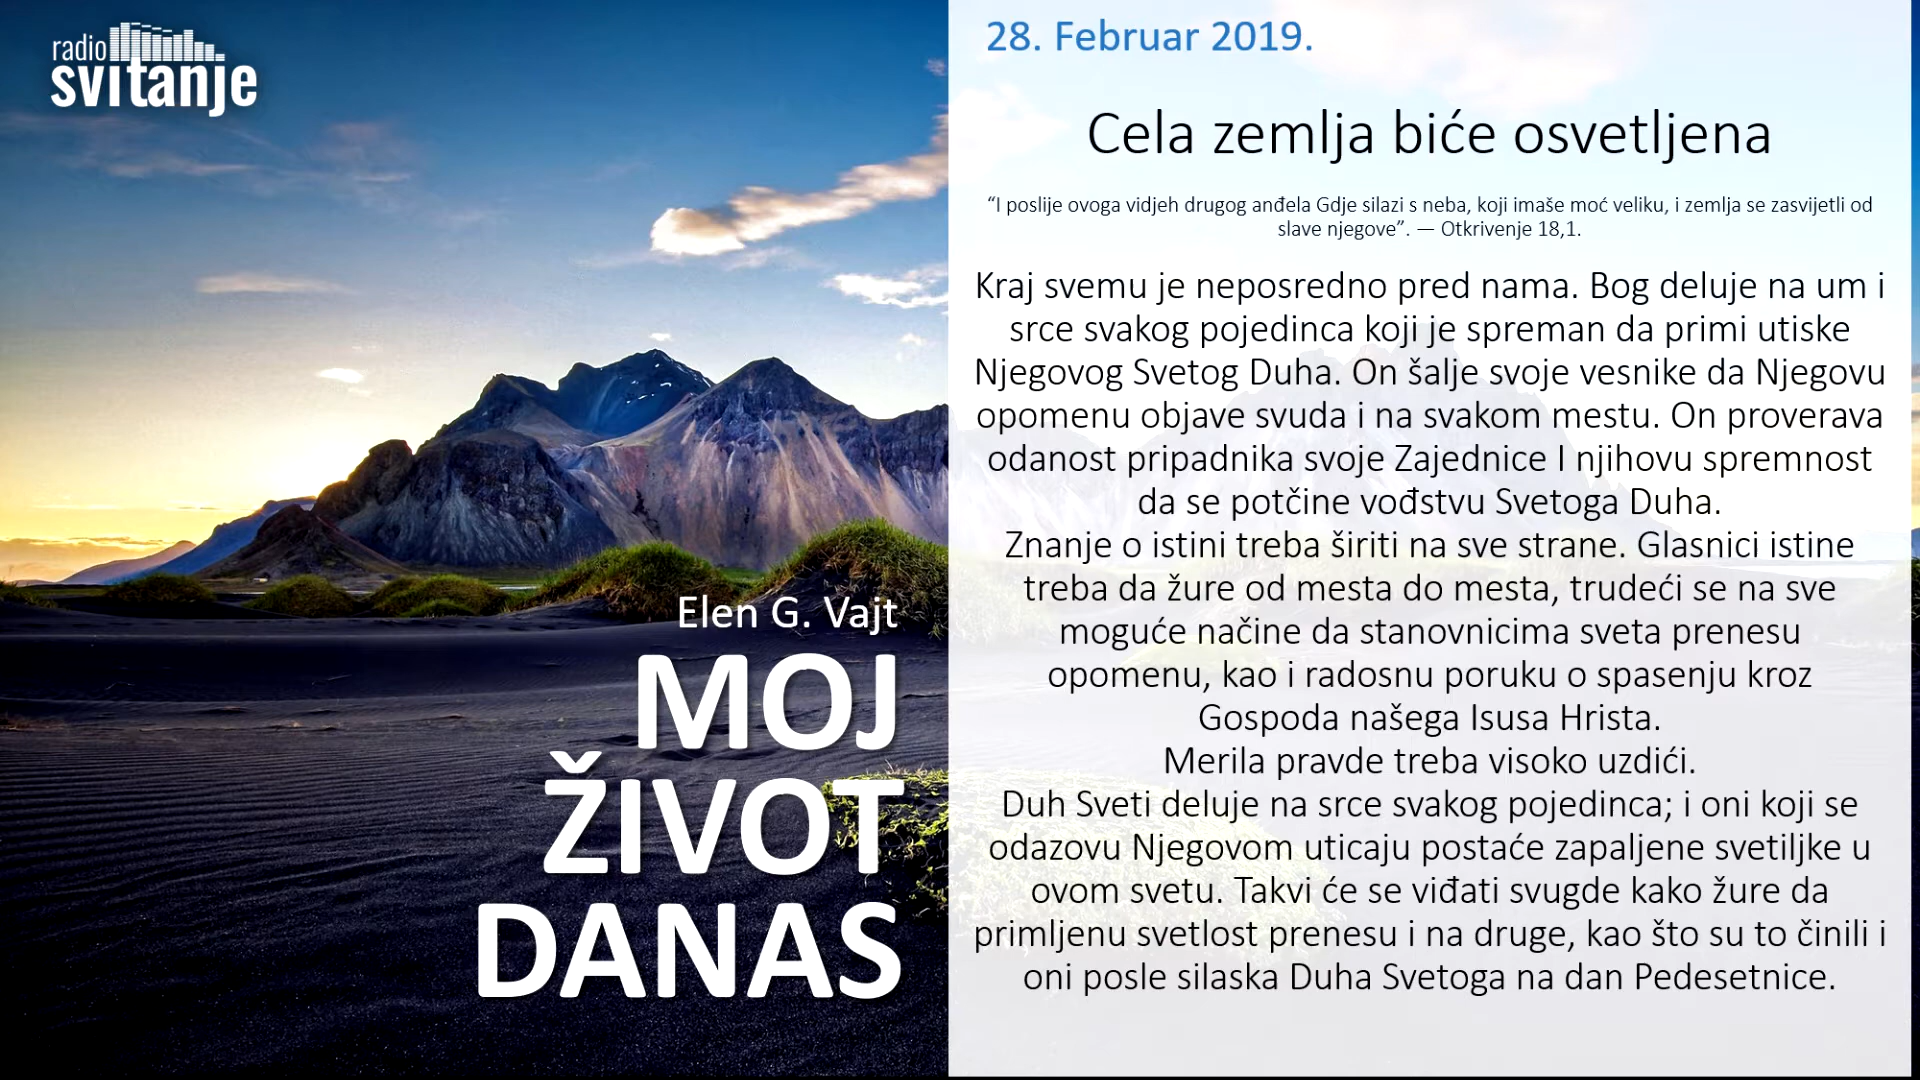 radio
svitanje
Elen G. Vajt
MOJ
ŽIVOT
DANAS
28. Februar 2019.
Cela zemlja biće osvetljena
“I poslije ovoga vidjeh drugog anđela Gdje silazi s neba, koji imaše moć veliku, i zemlja se zasvijetli od
slave njegove”. — Otkrivenje 18,1.
Kraj svemu je neposredno pred nama. Bog deluje na um i
srce svakog pojedinca koji je spreman da primi utiske
Njegovog Svetog Duha. On šalje svoje vesnike da Njegovu
opomenu objave svuda i na svakom mestu. On proverava
odanost pripadnika svoje Zajednice I njihovu spremnost
da se potčine vođstvu Svetoga Duha.
Znanje o istini treba širiti na sve strane. Glasnici istine
treba da žure od mesta do mesta, trudeći se na sve
moguće načine da stanovnicima sveta prenesu
opomenu, kao i radosnu poruku o spasenju kroz
Gospoda našega Isusa Hrista.
Merila pravde treba visoko uzdići.
Duh Sveti deluje na srce svakog pojedinca; i oni koji se
odazovu Njegovom uticaju postaće zapaljene svetiljke u
ovom svetu. Takvi će se viđati svugde kako žure da
primljenu svetlost prenesu i na druge, kao što su to činili i
oni posle silaska Duha Svetoga na dan Pedesetnice.